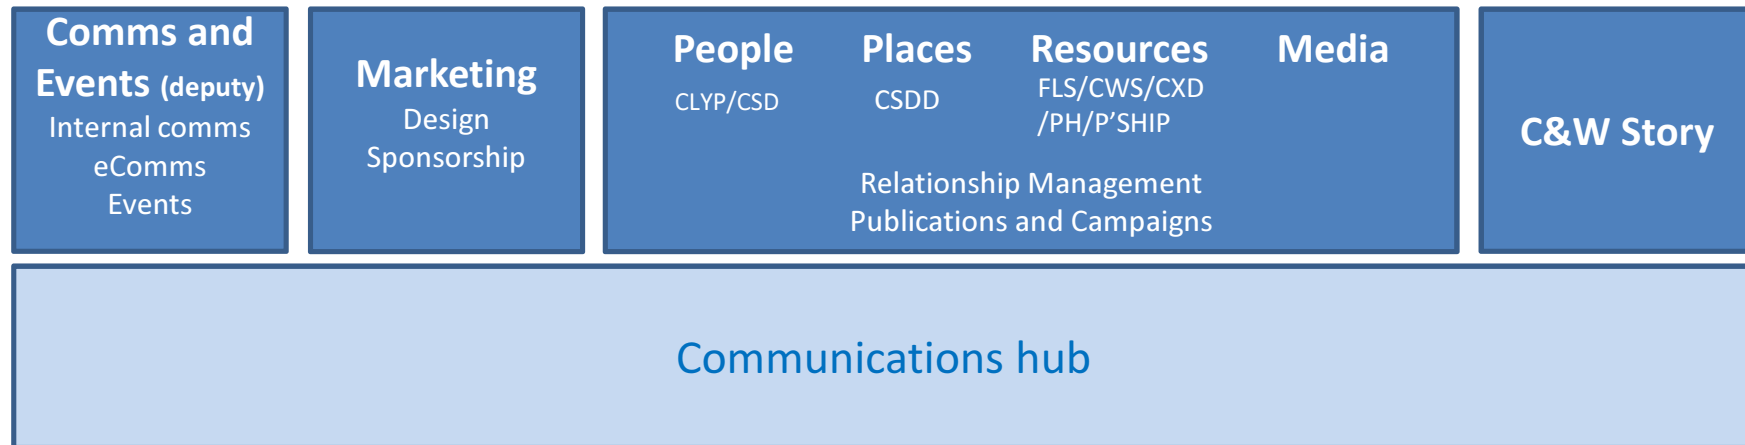 Comms and
Events (deputy)
Internal comms
eComms
Events
Marketing
Design
Sponsorship
People Places Resources Media
CLYP/CSD CSDD FLS/CWS/CXD
/PH/P’SHIP
Relationship Management
Publications and Campaigns
C&W Story
Communications hub